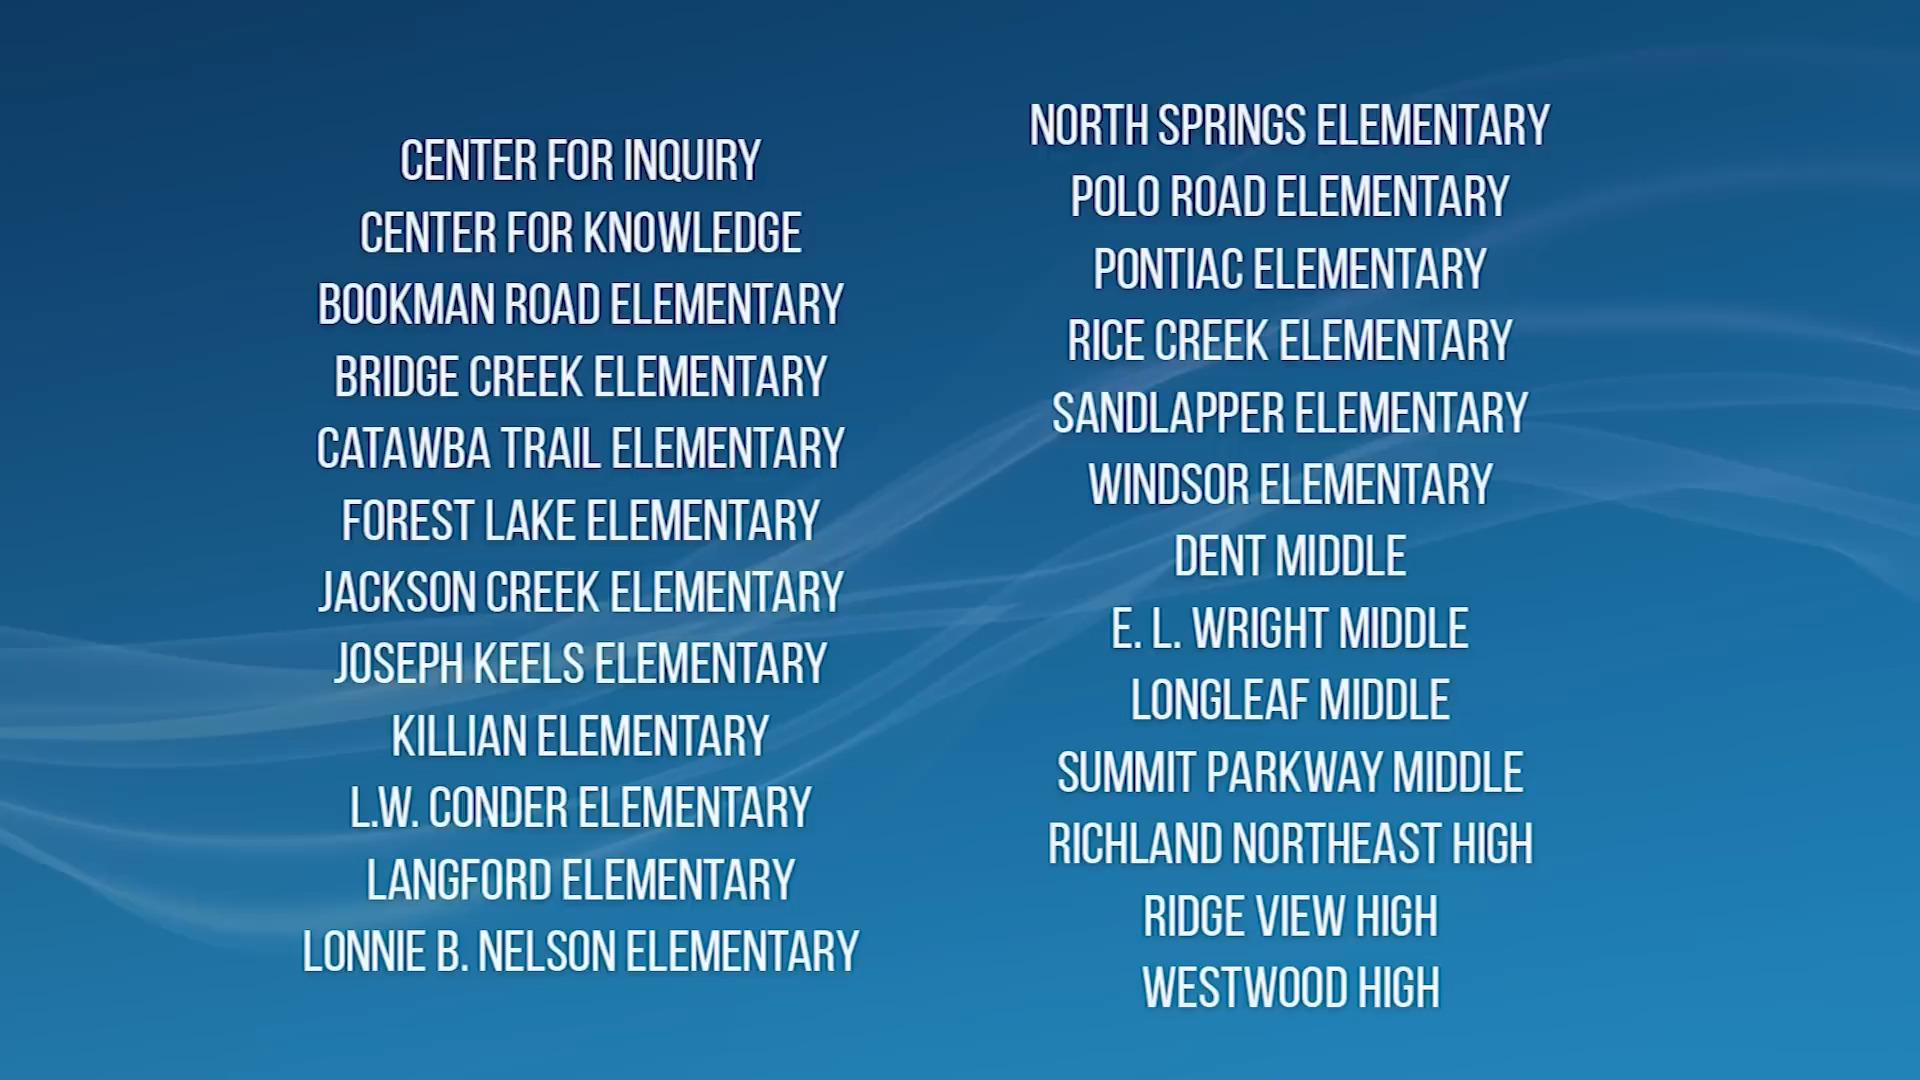 CENTER FOR INQUIRY
CENTER FOR KNOWLEDGE
BOOKMAN ROAD ELEMENTARY
BRIDGE CREEK ELEMENTARY
CATAWBA TRAIL ELEMENTARY
FOREST LAKE ELEMENTARY
JACKSON CREEK ELEMENTARY
JOSEPH KEELS ELEMENTARY
KILLIAN ELEMENTARY
L.W. CONDER ELEMENTARY
LANGFORD ELEMENTARY
LONNIE B. NELSON ELEMENTARY
NORTH SPRINGS ELEMENTARY
POLO ROAD ELEMENTARY
PONTIAC ELEMENTARY
RICE CREEK ELEMENTARY
SANDLAPPER ELEMENTARY
WINDSOR ELEMENTARY
DENT MIDDLE
E. L. WRIGHT MIDDLE
LONGLEAF MIDDLE
SUMMIT PARKWAY MIDDLE
RICHLAND NORTHEAST HIGH
RIDGE VIEW HIGH
WESTWOOD HIGH